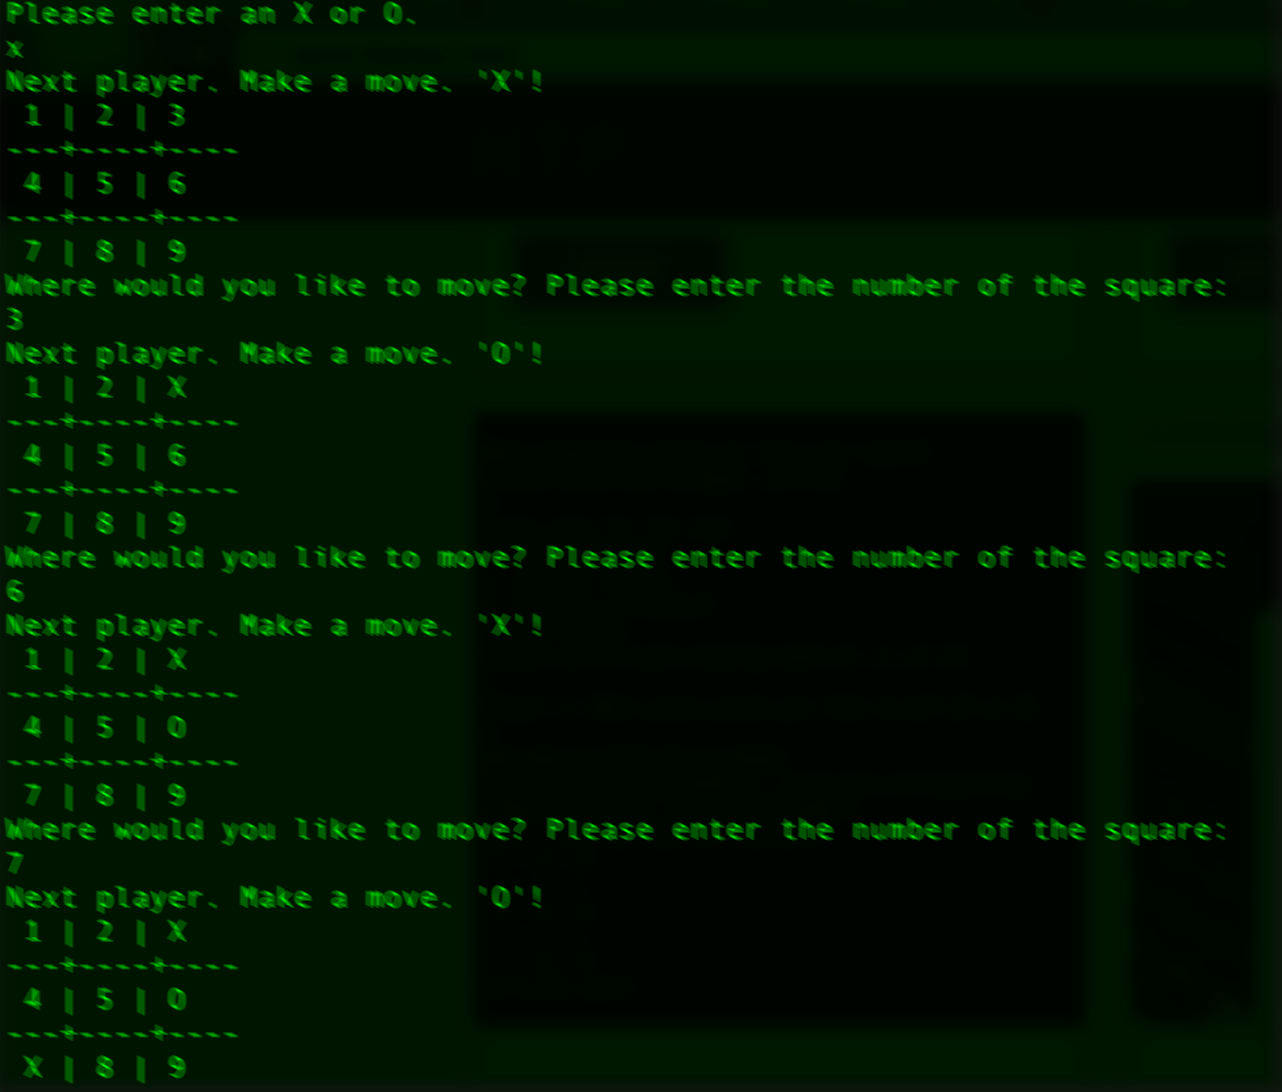 Please enter an X or O.
x
Next player. Make a move. 'X'!
1 | 2 | 3
---+----+----
4 | 5 | 6
---+----+----
7 | 8 | 9
Where would you like to move? Please enter the number of the square:
3
Next player. Make a move. 'O'!
1 | 2 | X
---+----+----
4 | 5 | 6
---+----+----
7 | 8 | 9
Where would you like to move? Please enter the number of the square:
6
Next player. Make a move. 'X'!
1 | 2 | X
---+----+----
4 | 5 | O
---+----+----
7 | 8 | 9
Where would you like to move? Please enter the number of the square:
7
Next player. Make a move. 'O'!
1 | 2 | X
---+----+----
4 | 5 | O
---+----+----
X | 8 | 9